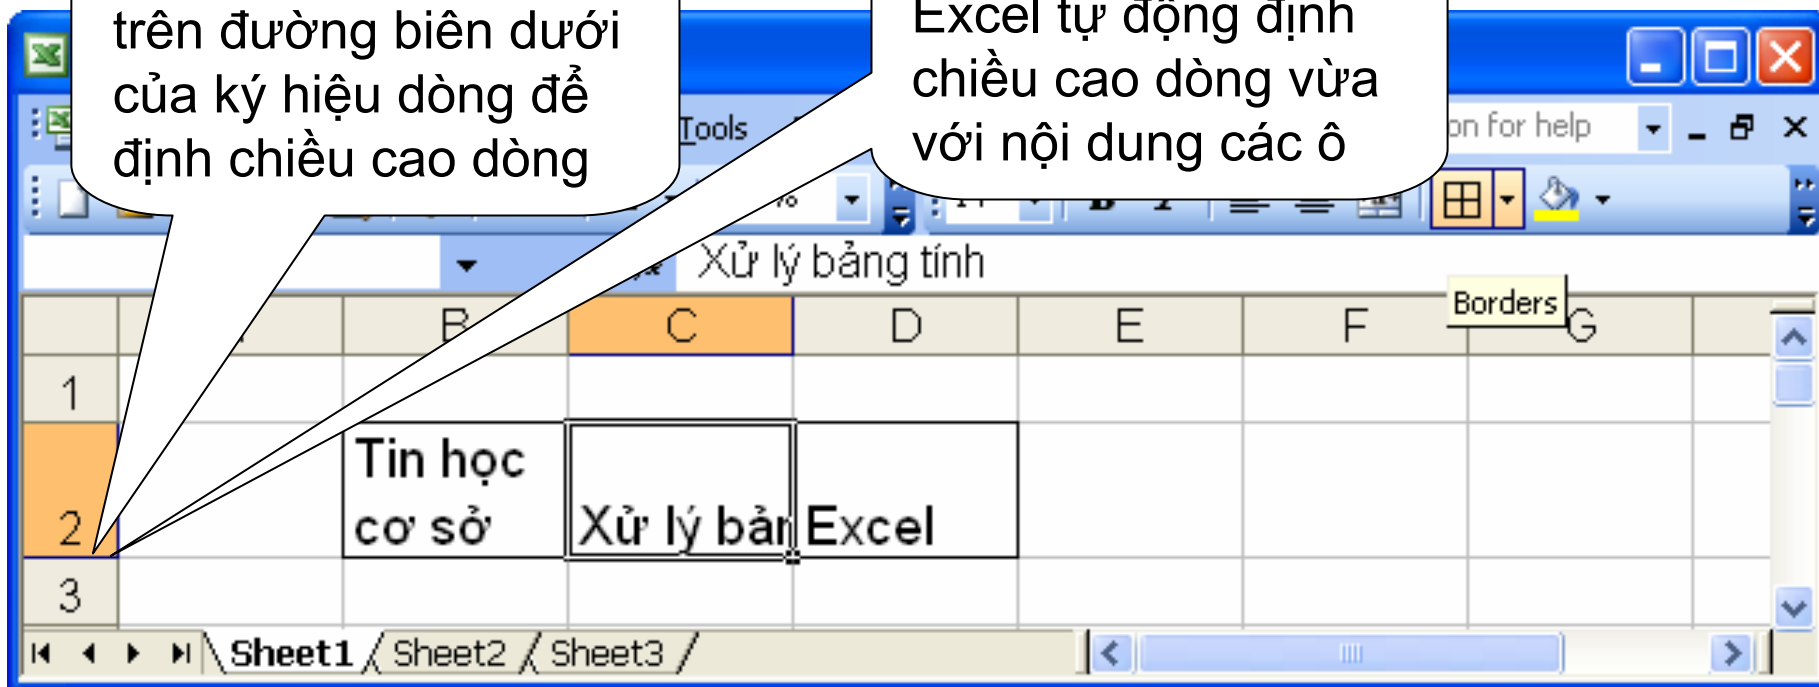 trên đường biên dưới
của ký hiệu dòng để
định chiều cao dòng
Excel tự động định
chiều cao dòng vừa
với nội dung các ô
Tools
on for help
B
Xử lý bảng tính
Borders
B C D E F G
1
Tin học
cơ sở
2
Xử lý bản
Excel
3
Sheet1 Sheet2 Sheet3